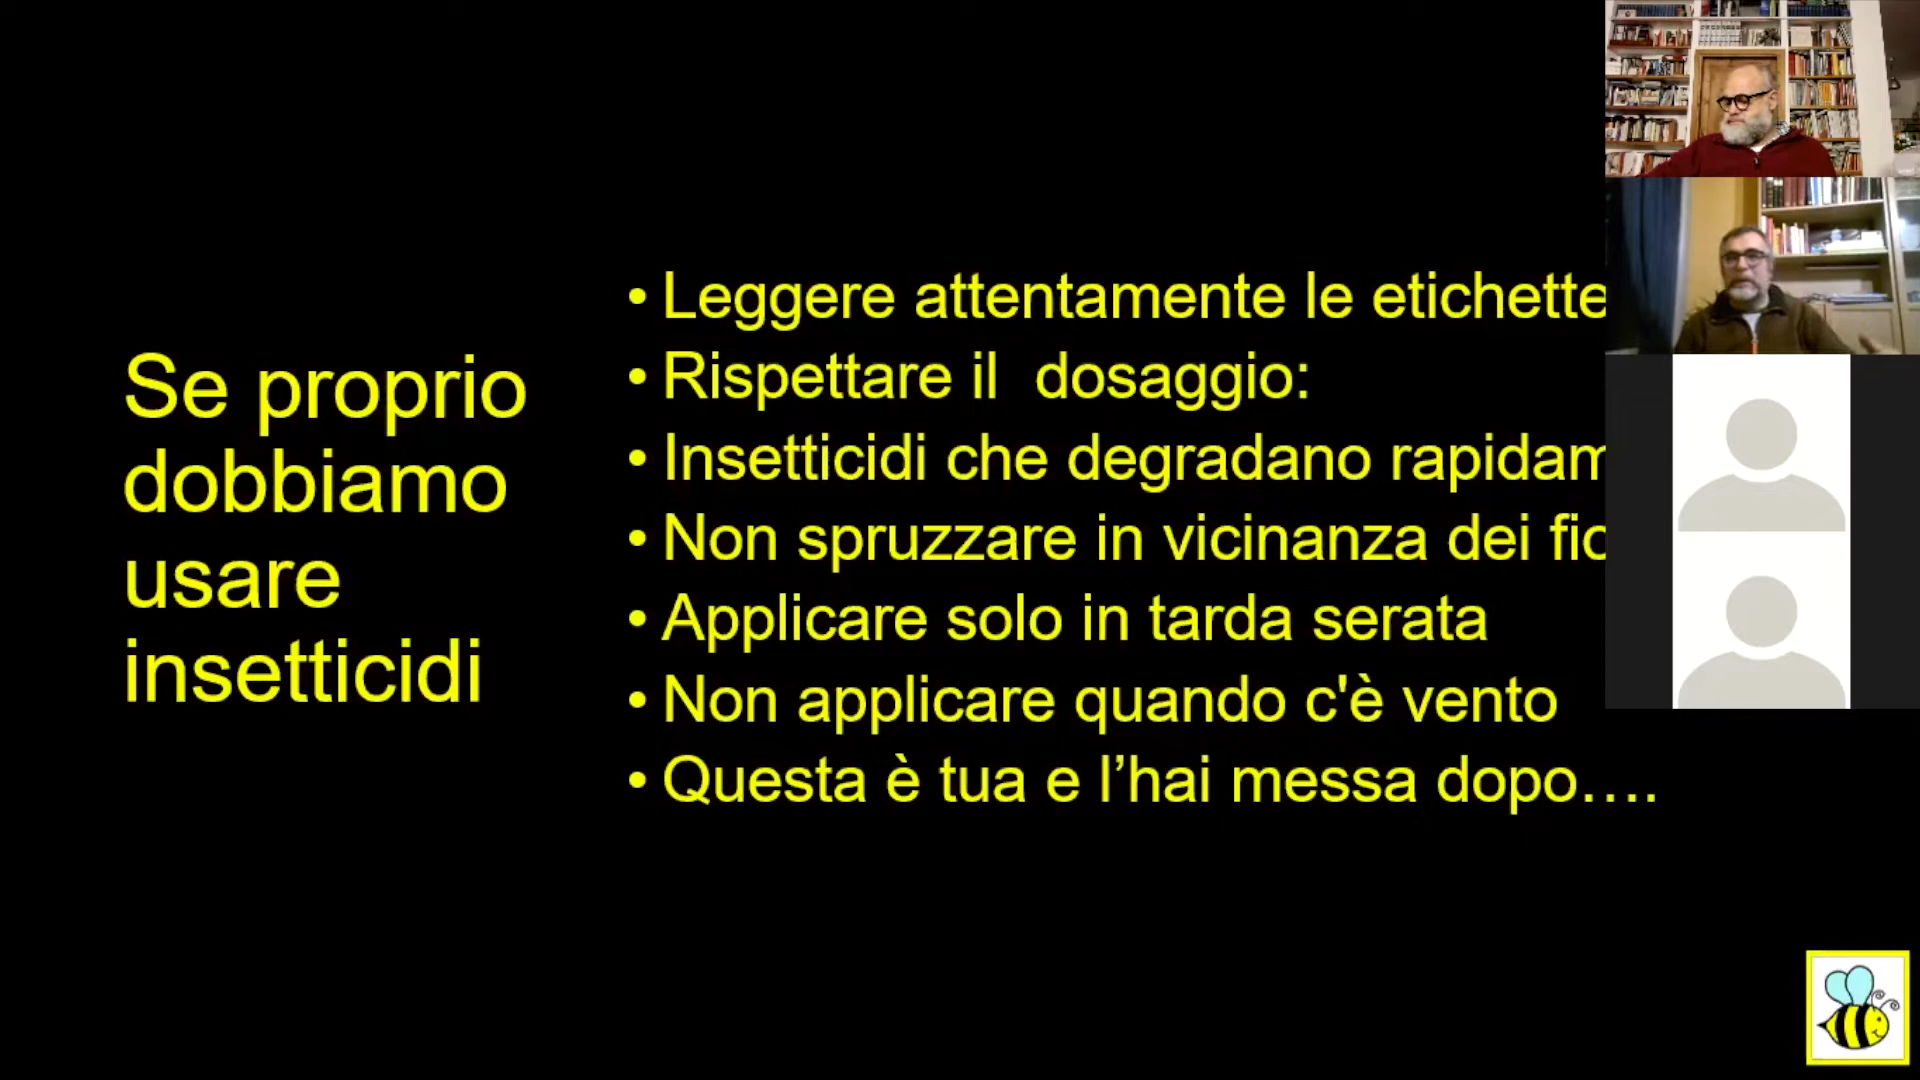 Se proprio
dobbiamo
usare
insetticidi
• Leggere attentamente le etichette
• Rispettare il  dosaggio:
• Insetticidi che degradano
• Non spruzzare in vicinanza dei
• Applicare solo in tarda serata
• Non applicare quando c'è vento
• Questa è tua e l’hai messa dopo….